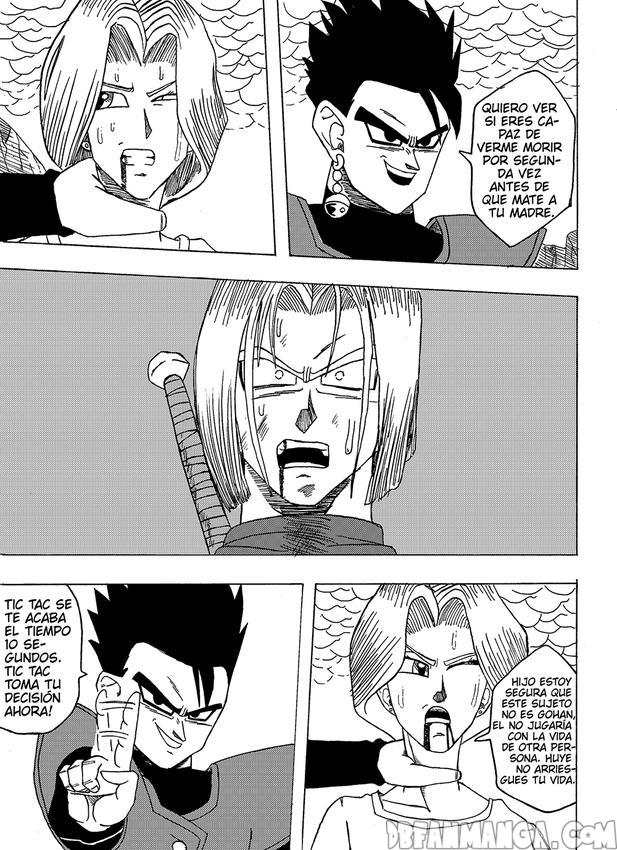 QUIERO VER
SI ERES CA-
PAZ DE
VERME MORIR
POR SEGUN-
DA VEZ
ANTES DE
QUE MATE A
TU MADRE.
TIC TAC SE
TE ACABA
EL TIEMPO
10 SE-
GUNDOS.
TIC TAC
TOMA TU
DECISIÓN
AHORA!
HIJO ESTOY
SEGURA QUE
ESTE SUJETO
NO ES GOHAN,
EL NO JUGARÍA
CON LA VIDA
DE OTRA PER-
SONA. HUYE
NO ARRIES-
GUES TU VIDA.
DBFANMANGA.COM